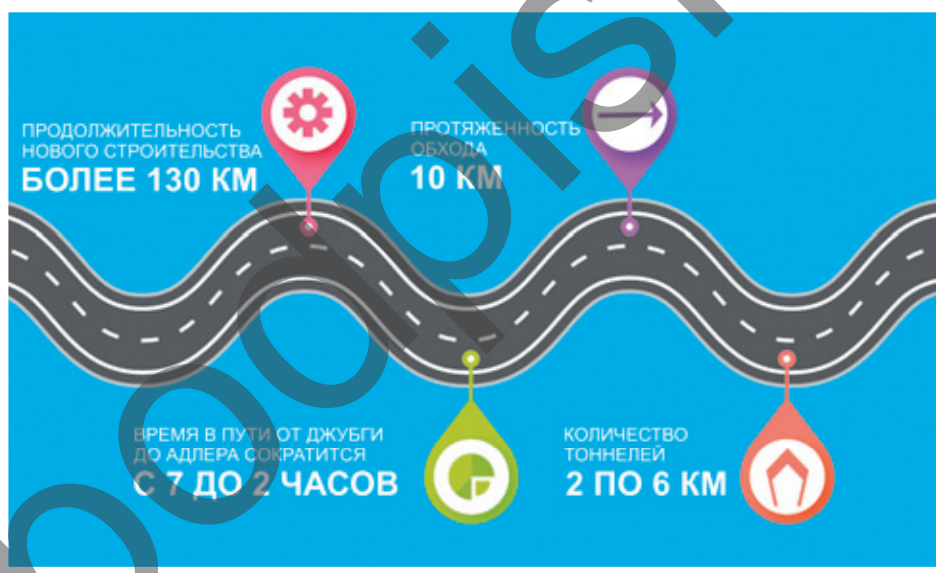 ПРОДОЛЖИТЕЛЬНОСТЬ
НОВОГО СТРОИТЕЛЬСТВА
БОЛЕЕ 130 КМ
ПРОТЯЖЕННОСТЬ
ОБХОДА
10 КМ
ВРЕМЯ В ПУТИ ОТ ДЖУБГИ
ДО АДЛЕРА СОКРАТИТСЯ
С 7 ДО 2 ЧАСОВ
КОЛИЧЕСТВО
ТОННЕЛЕЙ
2 ПО 6 КМ
podpis